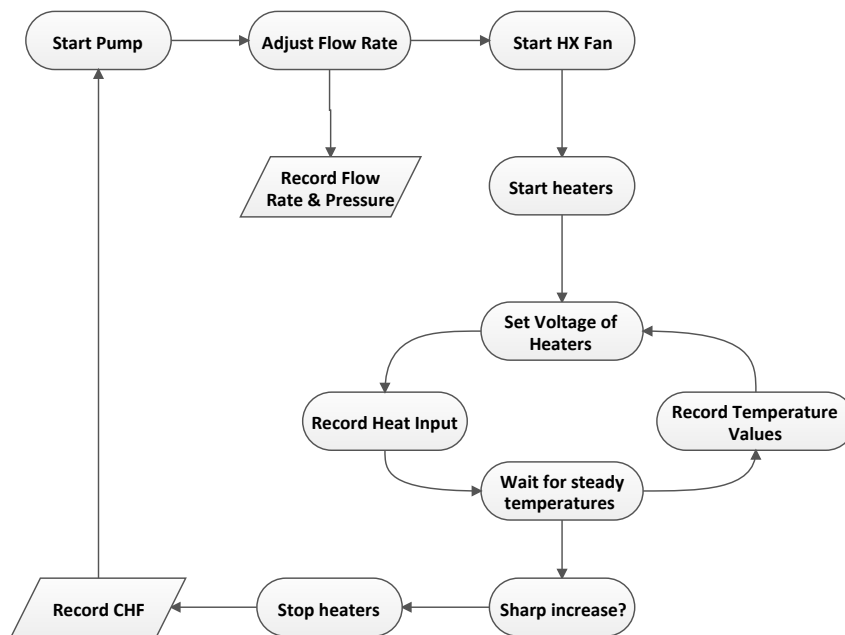 Start Pump
Adjust Flow Rate
Start HX Fan
Record Flow
Rate & Pressure
Start heaters
Set Voltage of
Heaters
Record Heat Input
Record Temperature
Values
Wait for steady
temperatures
Record CHF
Stop heaters
Sharp increase?